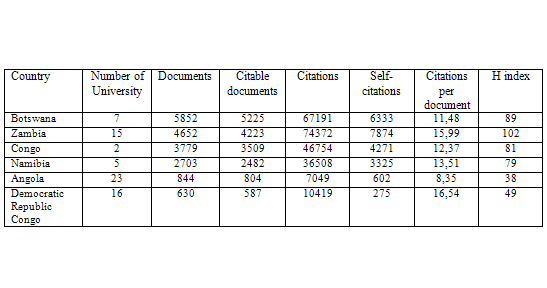 Country Number of University Documents Citable documents Citations Self-citations Citations per document H index
Botswana 7 5852 5225 67191 6333 11,48 89
Zambia 15 4652 4223 74372 7874 15,99 102
Congo 2 3779 3509 46754 4271 12,37 81
Namibia 5 2703 2482 36508 3325 13,51 79
Angola 23 844 804 7049 602 8,35 38
Democratic Republic Congo 16 630 587 10419 275 16,54 49